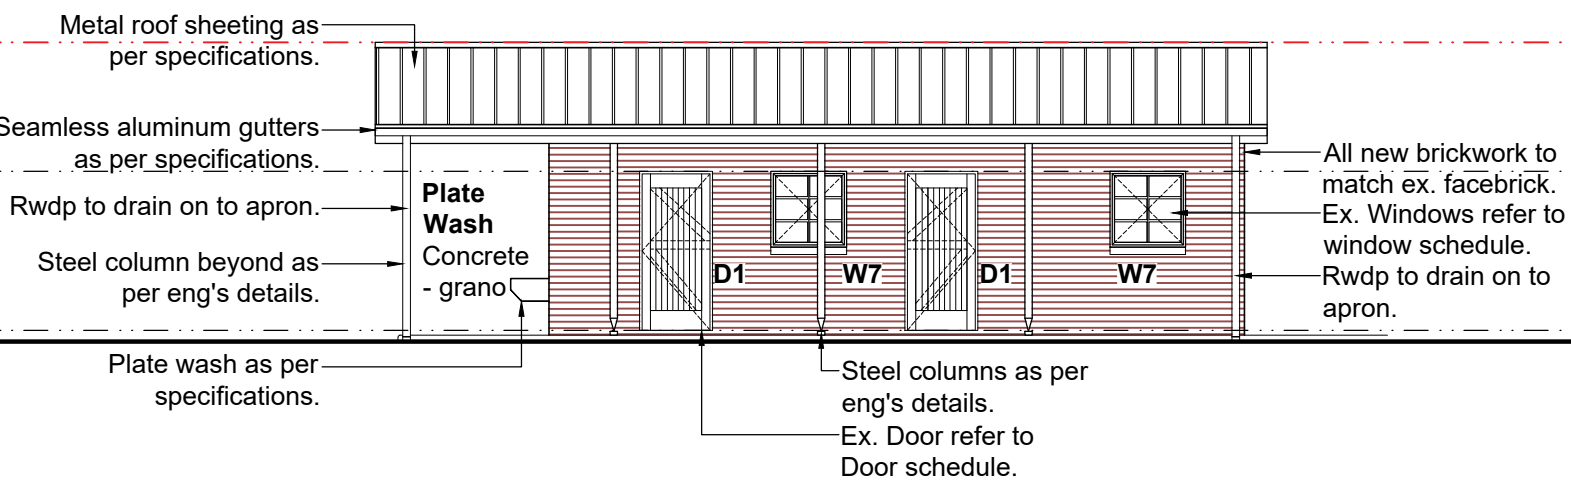 Metal roof sheeting as
per specifications.
Seamless aluminum gutters
as per specifications.
Rwdp to drain on to apron.
Steel column beyond as
per eng's details.
Plate wash as per
specifications.
Plate
Wash
Concrete
- grano
D1
W7
D1
W7
Steel columns as per
eng's details.
Ex. Door refer to
Door schedule.
All new brickwork to
match ex. facebrick.
Ex. Windows refer to
window schedule.
Rwdp to drain on to
apron.